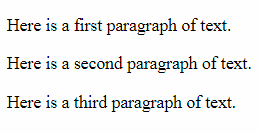 Here is a first paragraph of text.
Here is a second paragraph of text.
Here is a third paragraph of text.